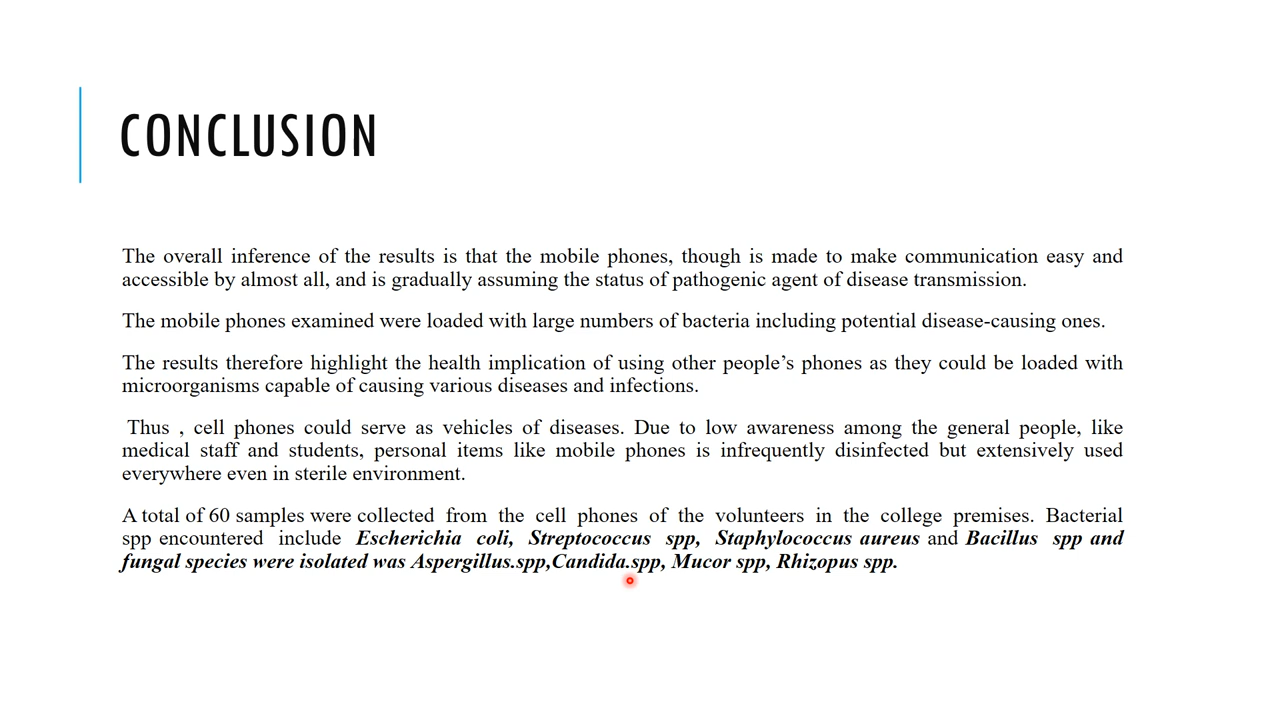 CONCLUSION
The overall inference of the results is that the mobile phones, though is made to make communication easy and
accessible by almost all, and is gradually assuming the status of pathogenic agent of disease transmission.
The mobile phones examined were loaded with large numbers of bacteria including potential disease-causing ones.
The results therefore highlight the health implication of using other people’s phones as they could be loaded with
microorganisms capable of causing various diseases and infections.
Thus , cell phones could serve as vehicles of diseases. Due to low awareness among the general people, like
medical staff and students, personal items like mobile phones is infrequently disinfected but extensively used
everywhere even in sterile environment.
A total of 60 samples were collected from the cell phones of the volunteers in the college premises. Bacterial
spp encountered include Escherichia coli, Streptococcus spp, Staphylococcus aureus and Bacillus spp and
fungal species were isolated was Aspergillus.spp,Candida.spp, Mucor spp, Rhizopus spp.